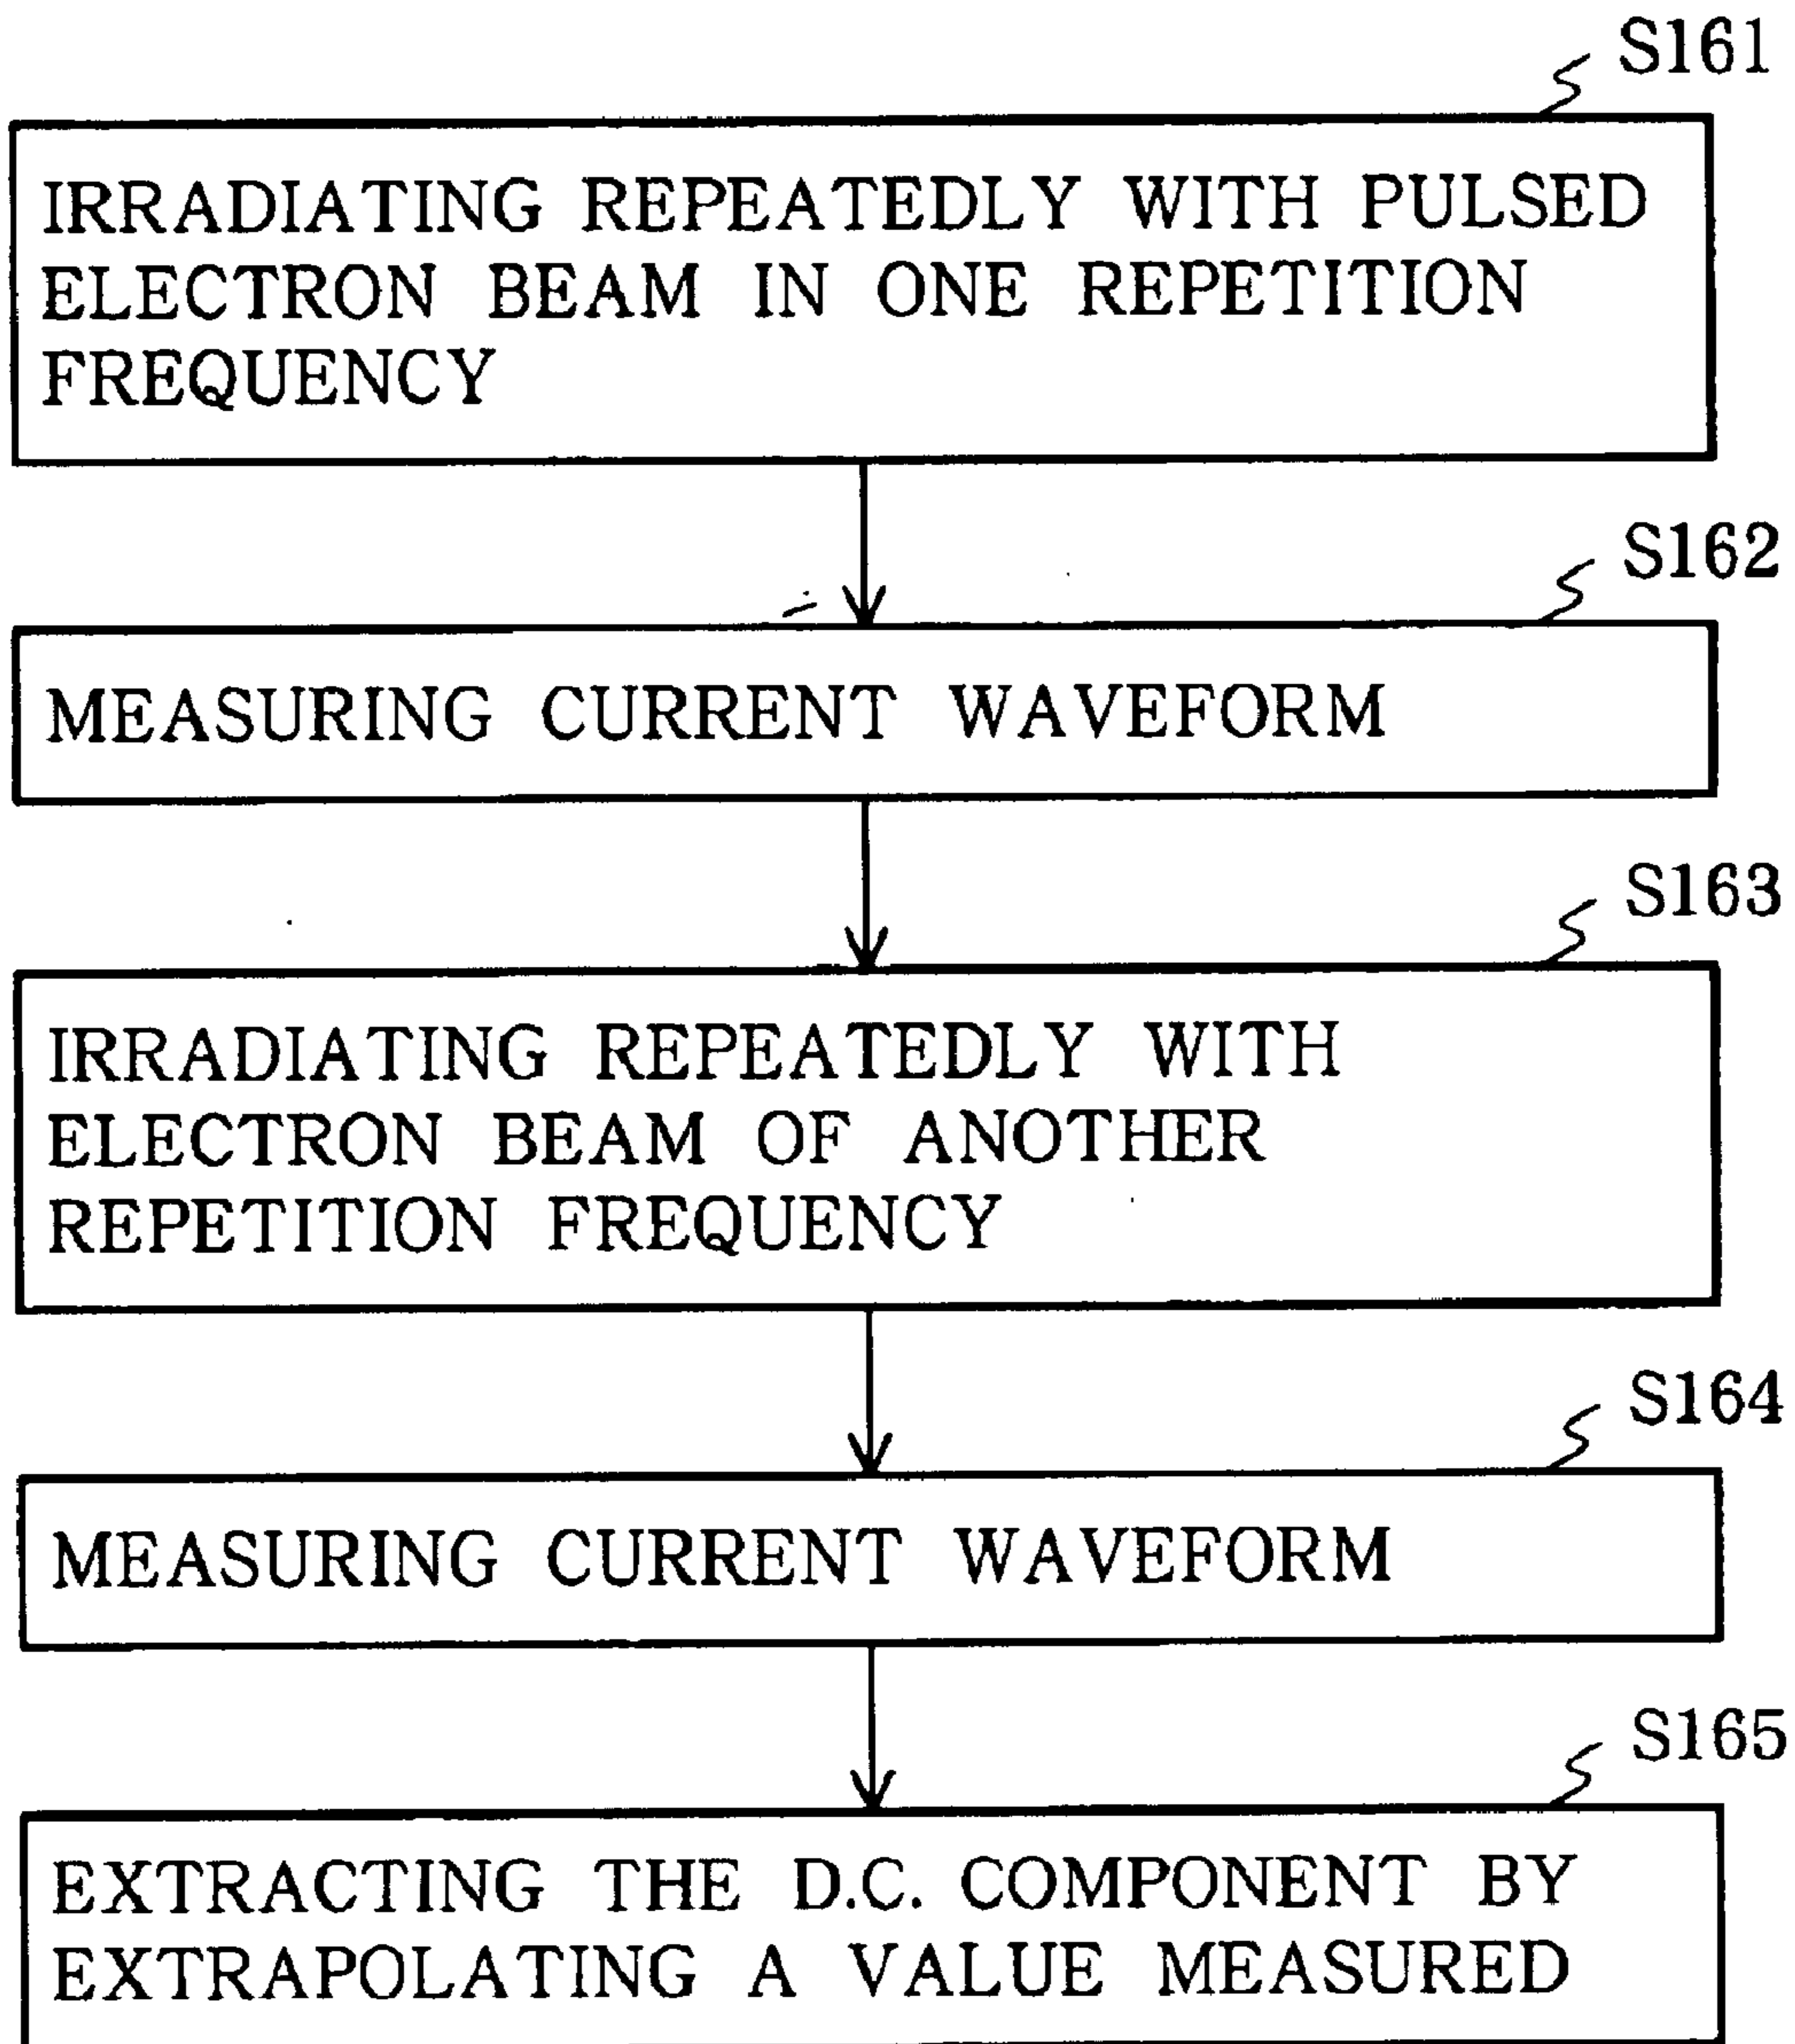 S161
IRRADIATING REPEATEDLY WITH PULSED
ELECTRON BEAM IN ONE REPETITION
FREQUENCY
S162
MEASURING CURRENT WAVEFORM
S163
IRRADIATING REPEATEDLY WITH
ELECTRON BEAM OF ANOTHER
REPETITION FREQUENCY
S164
MEASURING CURRENT WAVEFORM
S165
EXTRACTING THE D.C. COMPONENT BY
EXTRAPOLATING A VALUE MEASURED